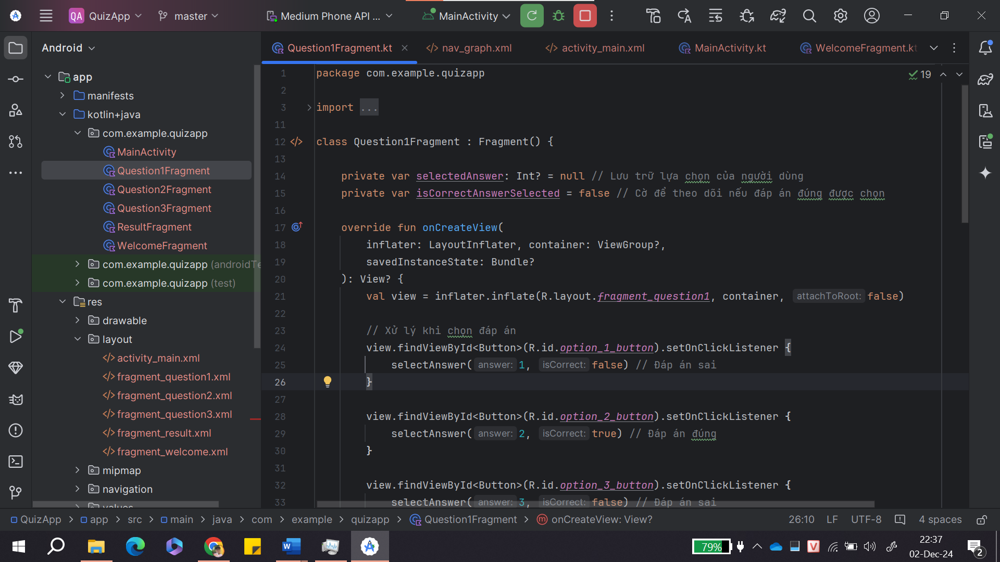 QA QuizApp master Medium Phone API ... MainActivity
Android
Question1Fragment.kt nav_graph.xml activity_main.xml MainActivity.kt WelcomeFragment.kt
app
manifests
kotlin+java
com.example.quizapp
MainActivity
Question1Fragment
Question2Fragment
Question3Fragment
ResultFragment
WelcomeFragment
com.example.quizapp (androidTe
com.example.quizapp (test)
res
drawable
layout
activity_main.xml
fragment_question1.xml
fragment_question2.xml
fragment_question3.xml
fragment_result.xml
fragment_welcome.xml
mipmap
navigation
values
19
1 package com.example.quizapp
2
3 import ...
11
12 class Question1Fragment : Fragment() {
13
14 private var selectedAnswer: Int? = null // Lưu trữ lựa chọn của người dùng
15 private var isCorrectAnswerSelected = false // Cờ để theo dõi nếu đáp án đúng được chọn
16
17 override fun onCreateView(
18 inflater: LayoutInflater, container: ViewGroup?,
19 savedInstanceState: Bundle?
20 ): View? {
21 val view = inflater.inflate(R.layout.fragment_question1, container, attachToRoot: false)
22
23 // Xử lý khi chọn đáp án
24 view.findViewById<Button>(R.id.option_1_button).setOnClickListener {
25 selectAnswer( answer: 1, isCorrect: false) // Đáp án sai
26 }
27
28 view.findViewById<Button>(R.id.option_2_button).setOnClickListener {
29 selectAnswer( answer: 2, isCorrect: true) // Đáp án đúng
30 }
31
32 view.findViewById<Button>(R.id.option_3_button).setOnClickListener {
33 selectAnswer( answer: 3, isCorrect: false) // Đáp án sai
QuizApp > app > src > main > java > com > example > quizapp > Question1Fragment > onCreateView: View? 26:10 LF UTF-8 4 spaces
79% 22:37
02-Dec-24
2